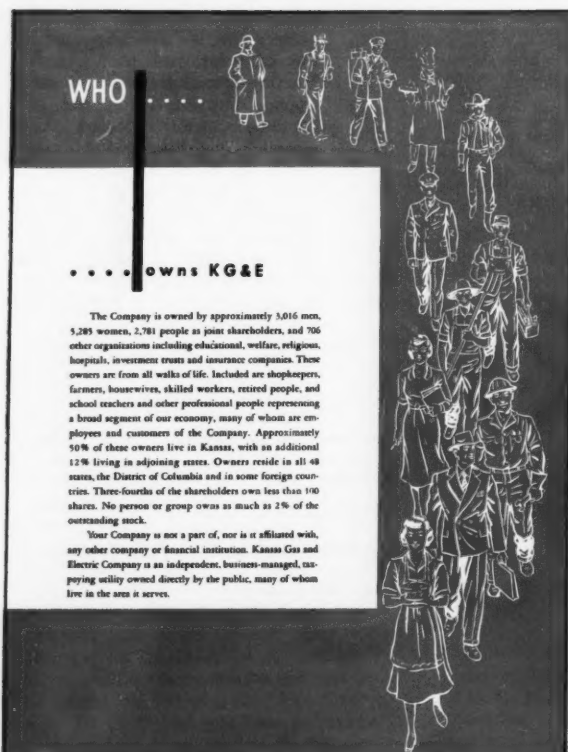 WHO ....
.... owns KG&E
The Company is owned by approximately 3,016 men,
3,285 women, 2,781 people as joint shareholders, and 706
other organizations including educational, welfare, religious,
hospitals, investment trusts and insurance companies. These
owners are from all walks of life. Included are shopkeepers,
farmers, housewives, skilled workers, retired people, and
school teachers and other professional people representing
a broad segment of our economy, many of whom are em-
ployees and customers of the Company. Approximately
50% of these owners live in Kansas, with an additional
12% living in adjoining states. Owners reside in all 48
states, the District of Columbia and in some foreign coun-
tries. Three-fourths of the shareholders own less than 100
shares. No person or group owns as much as 2% of the
outstanding stock.
Your Company is not a part of, nor is it affiliated with,
any other company or financial institution. Kansas Gas and
Electric Company is an independent, business-managed, tax-
paying utility owned directly by the public, many of whom
live in the area it serves.